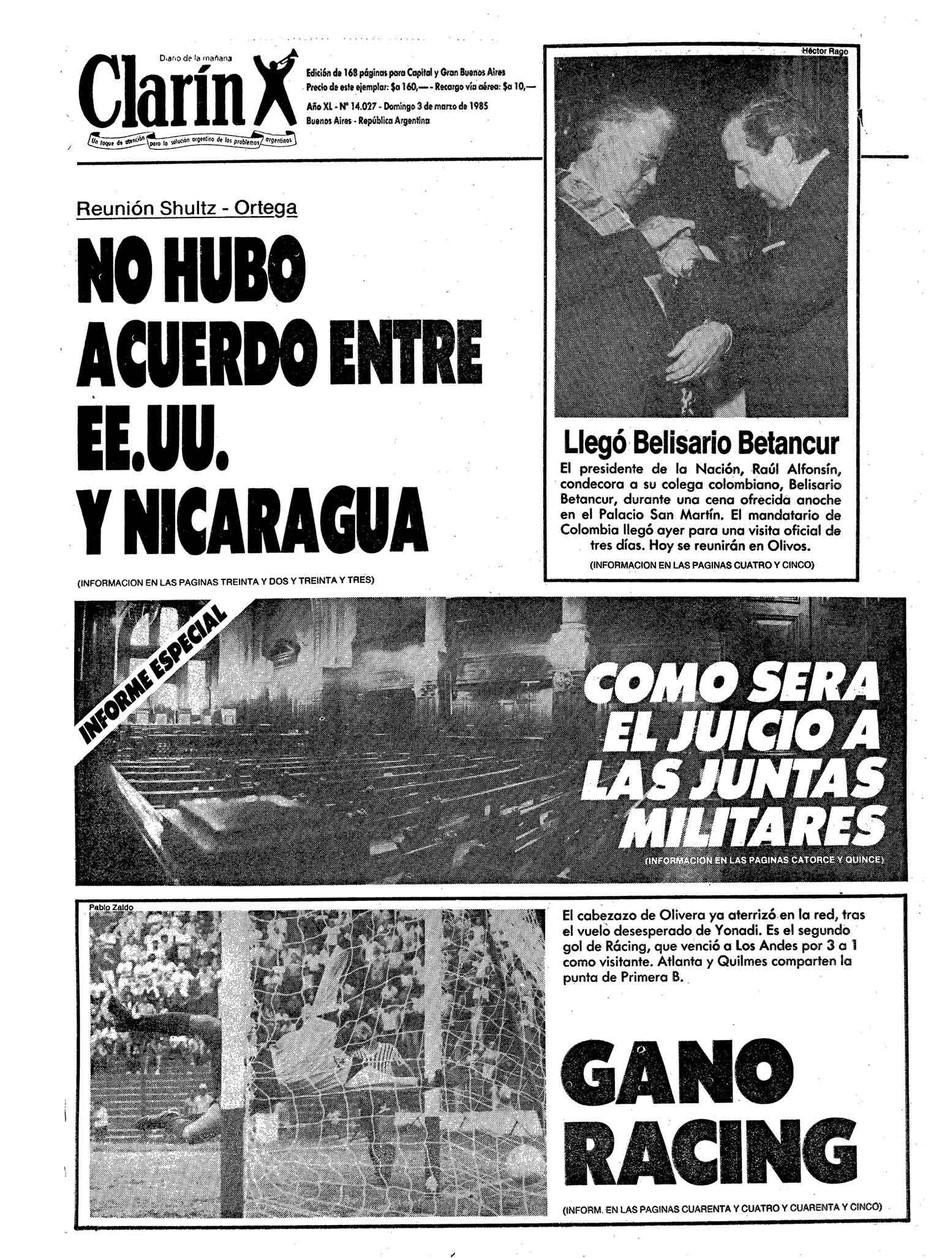 Diario de la mañana
Clarín
Un toque de atención para la solución argentina de los problemas argentinos
Edición de 168 páginas para Capital y Gran Buenos Aires
Precio de este ejemplar: $a 160,— - Recargo vía aérea: $a 10,—
Año XL - Nº 14.027 - Domingo 3 de marzo de 1985
Buenos Aires - República Argentina
Héctor Rago
Reunión Shultz - Ortega
NO HUBO
ACUERDO ENTRE
EE.UU.
Y NICARAGUA
(INFORMACION EN LAS PAGINAS TREINTA Y DOS Y TREINTA Y TRES)
Llegó Belisario Betancur
El presidente de la Nación, Raúl Alfonsín,
condecora a su colega colombiano, Belisario
Betancur, durante una cena ofrecida anoche
en el Palacio San Martín. El mandatario de
Colombia llegó ayer para una visita oficial de
tres días. Hoy se reunirán en Olivos.
(INFORMACION EN LAS PAGINAS CUATRO Y CINCO)
INFORME ESPECIAL
COMO SERA
EL JUICIO A
LAS JUNTAS
MILITARES
(INFORMACION EN LAS PAGINAS CATORCE Y QUINCE)
Pablo Zaldo
El cabezazo de Olivera ya aterrizó en la red, tras
el vuelo desesperado de Yonadi. Es el segundo
gol de Rácing, que venció a Los Andes por 3 a 1
como visitante. Atlanta y Quilmes comparten la
punta de Primera B.
GANO
RACING
(INFORM. EN LAS PAGINAS CUARENTA Y CUATRO Y CUARENTA Y CINCO)